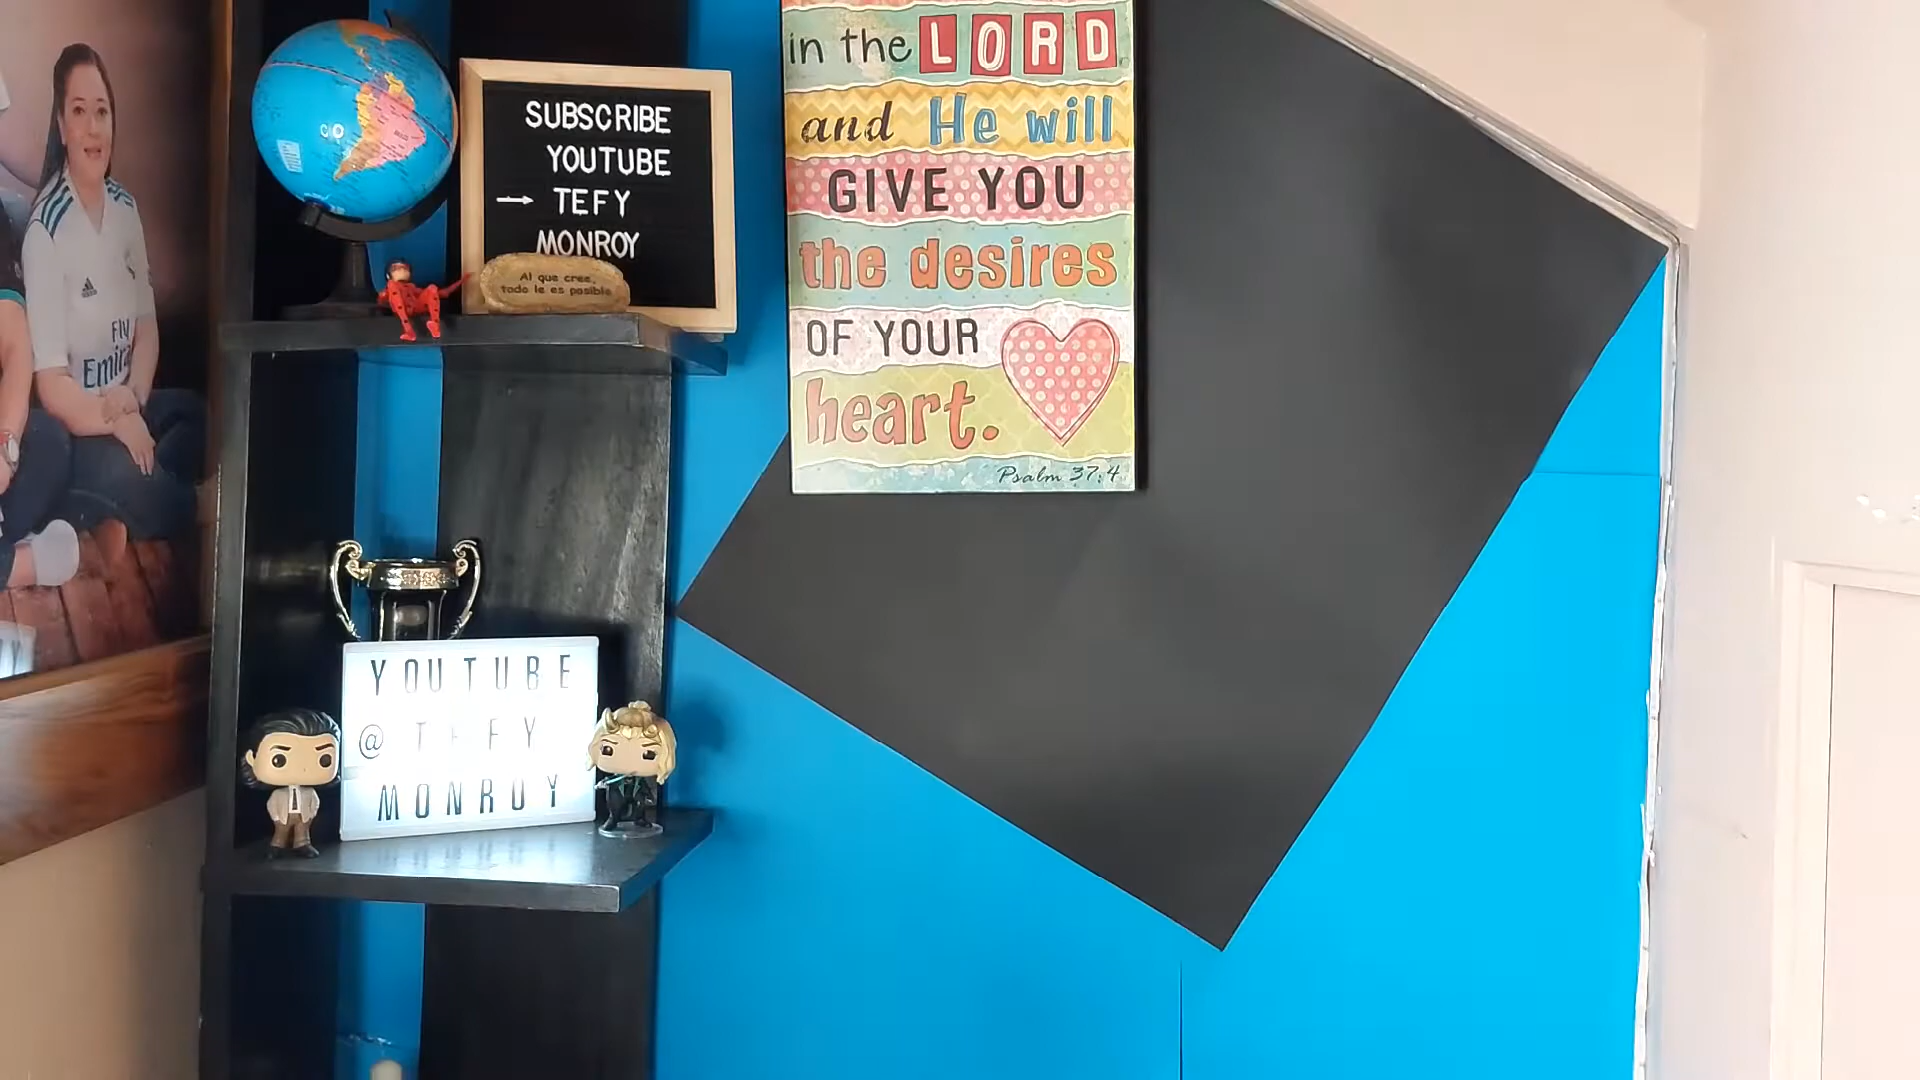 SUBSCRIBE
YOUTUBE
→ TEFY
MONROY
Al que cree,
todo le es posible
in the LORD
and He will
GIVE YOU
the desires
OF YOUR
heart.
Psalm 37:4
Fly
YOUTUBE
@TEFY
MONROY